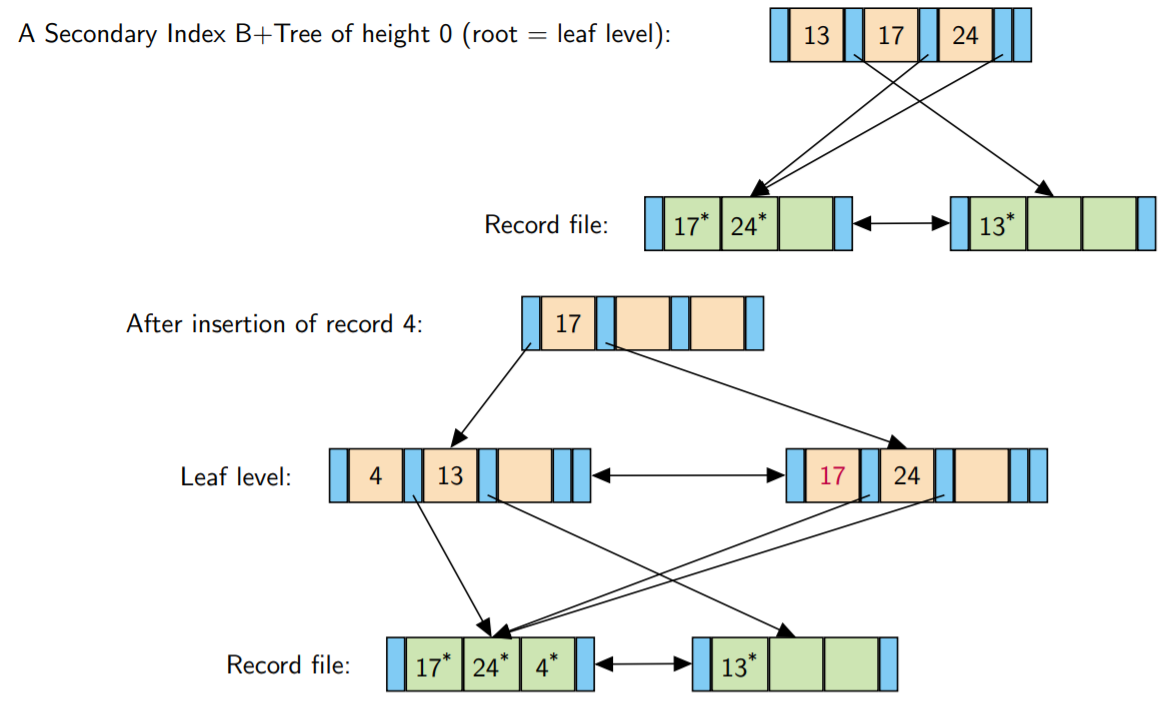 A Secondary Index B+Tree of height 0 (root = leaf level):
13 17 24
Record file:
17* 24*
13*
After insertion of record 4:
17
Leaf level:
4 13
17 24
Record file:
17* 24* 4*
13*